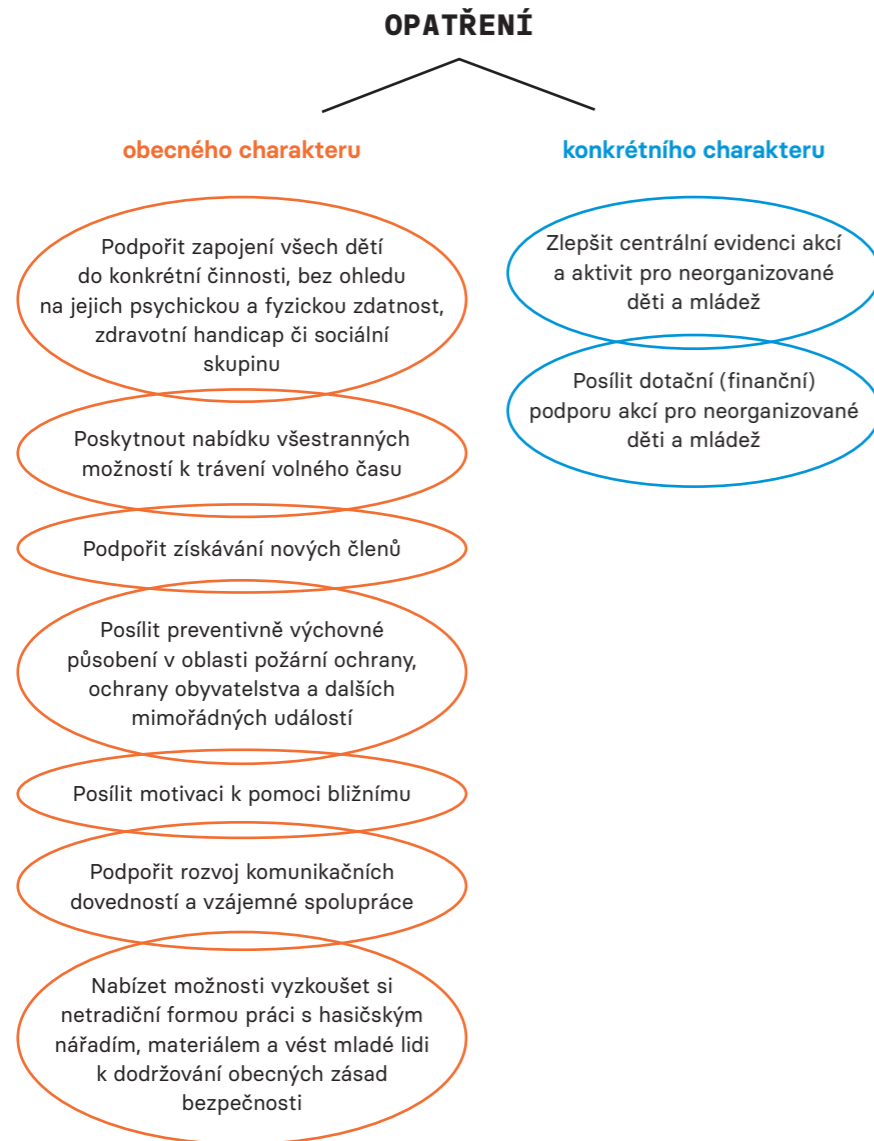 OPATŘENÍ
obecného charakteru
Podpořit zapojení všech dětí
do konkrétní činnosti, bez ohledu
na jejich psychickou a fyzickou zdatnost,
zdravotní handicap či sociální
skupinu
Poskytnout nabídku všestranných
možností k trávení volného času
Podpořit získávání nových členů
Posílit preventivně výchovné
působení v oblasti požární ochrany,
ochrany obyvatelstva a dalších
mimořádných událostí
Posílit motivaci k pomoci bližnímu
Podpořit rozvoj komunikačních
dovedností a vzájemné spolupráce
Nabízet možnosti vyzkoušet si
netradiční formou práci s hasičským
nářadím, materiálem a vést mladé lidi
k dodržování obecných zásad
bezpečnosti
konkrétního charakteru
Zlepšit centrální evidenci akcí
a aktivit pro neorganizované
děti a mládež
Posílit dotační (finanční)
podporu akcí pro neorganizované
děti a mládež